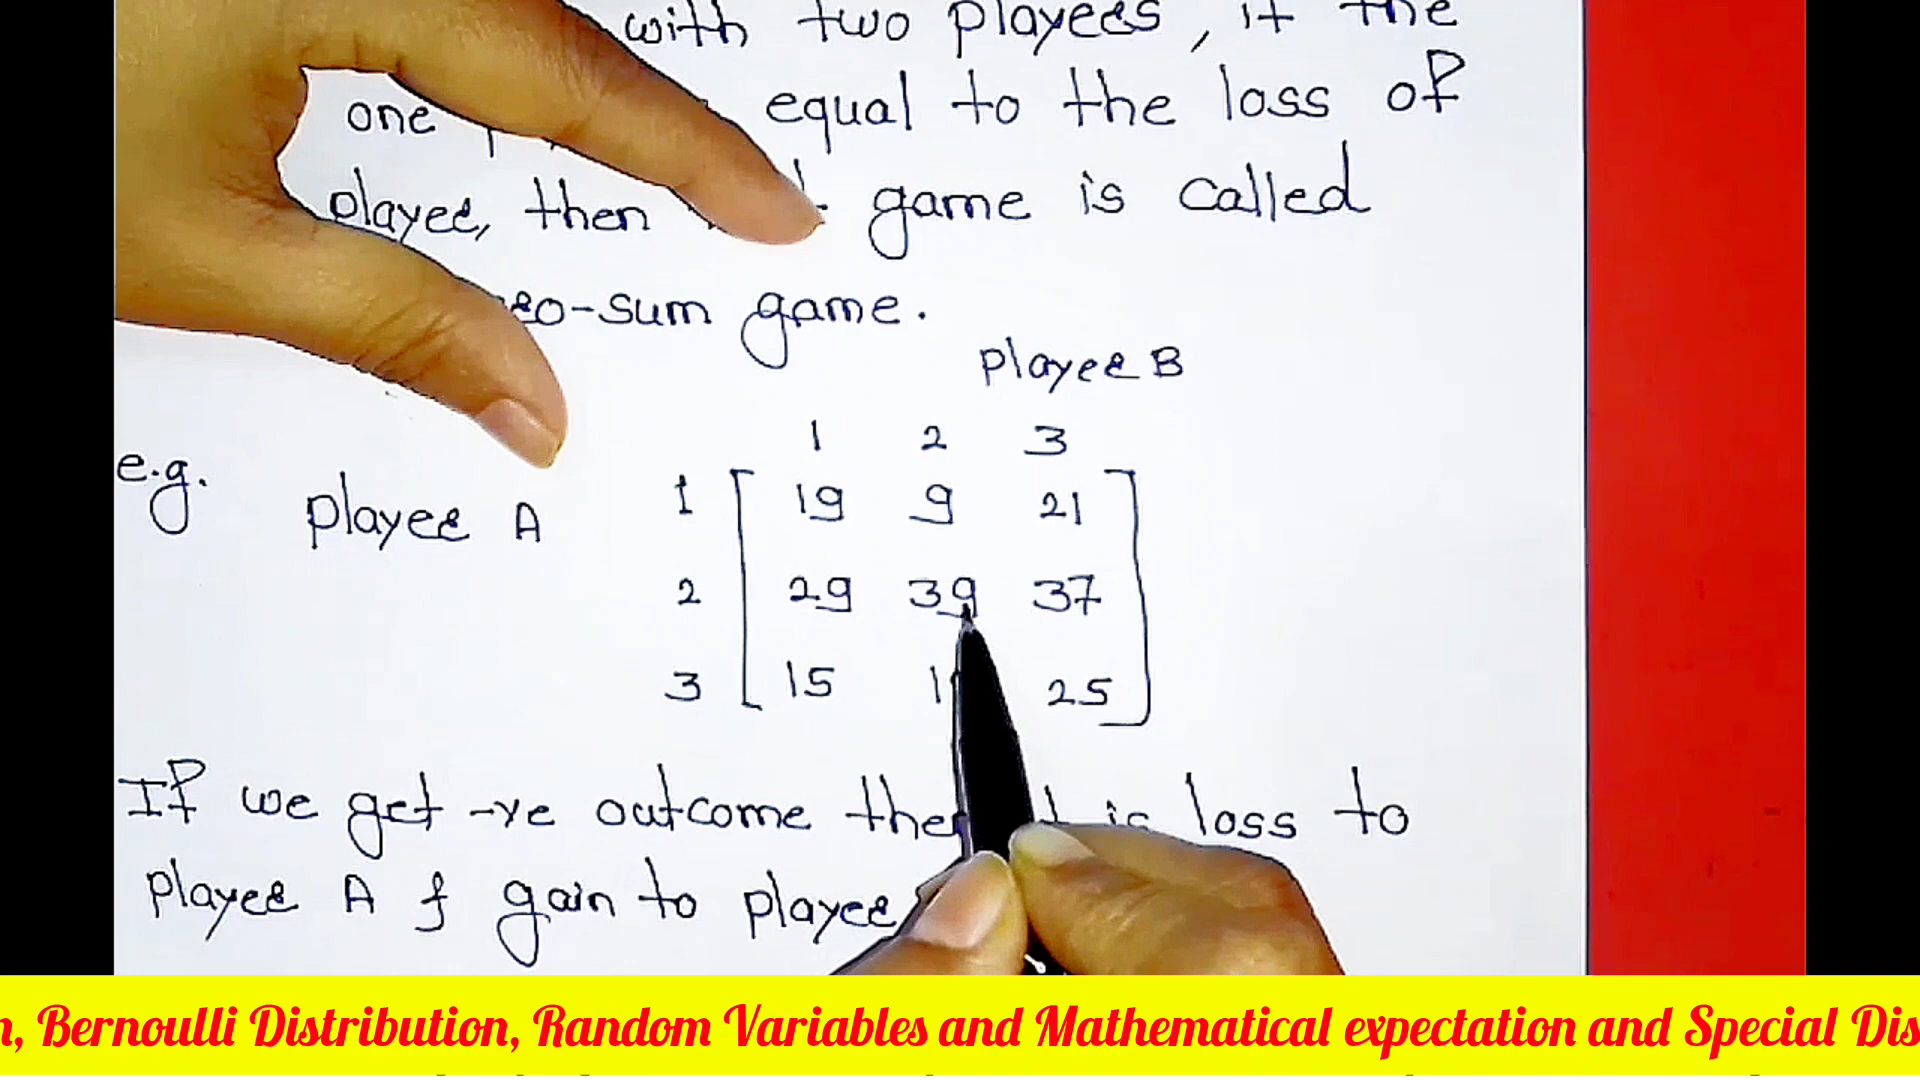 with two players, if the
one equal to the loss of
player, then game is called
-sum game.
Player B
1 2 3
e.g. Player A
1 19 9 21
2 29 39 37
3 15 25
If we get -ve outcome then it is loss to
Player A & gain to player
, Bernoulli Distribution, Random Variables and Mathematical expectation and Special Dis